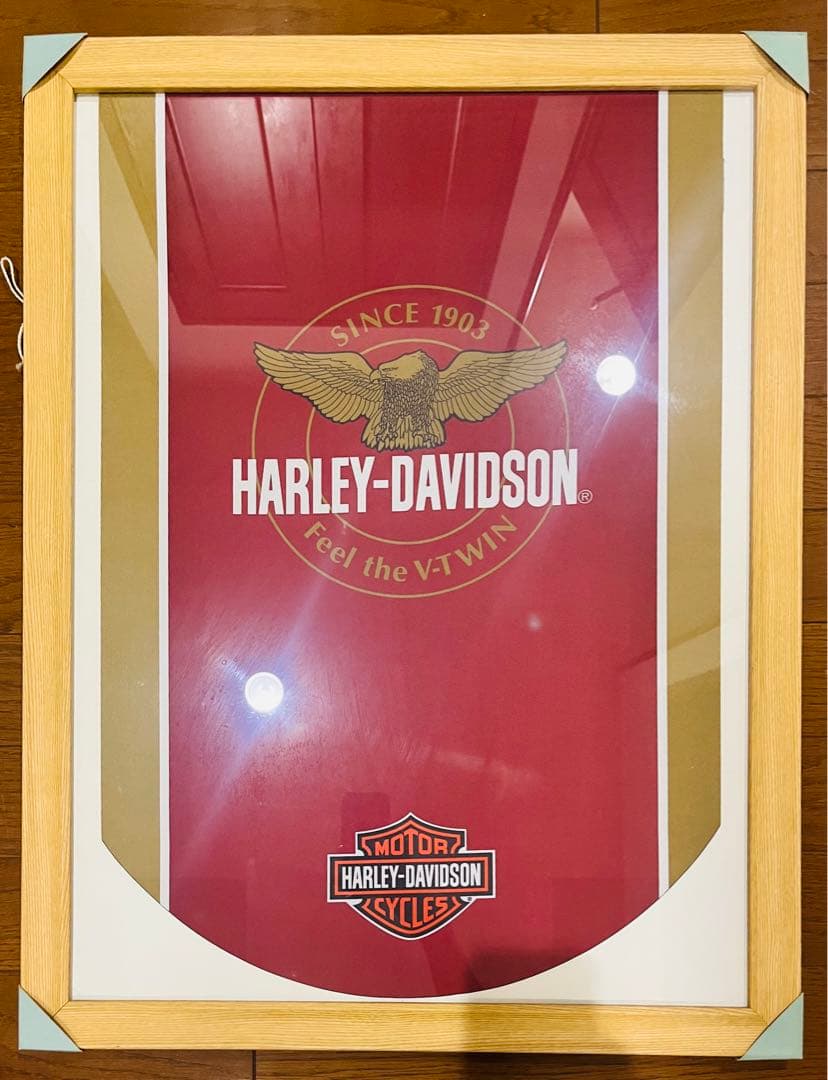 SINCE 1903
HARLEY-DAVIDSON®
Feel the V-TWIN
MOTOR
HARLEY-DAVIDSON
CYCLES